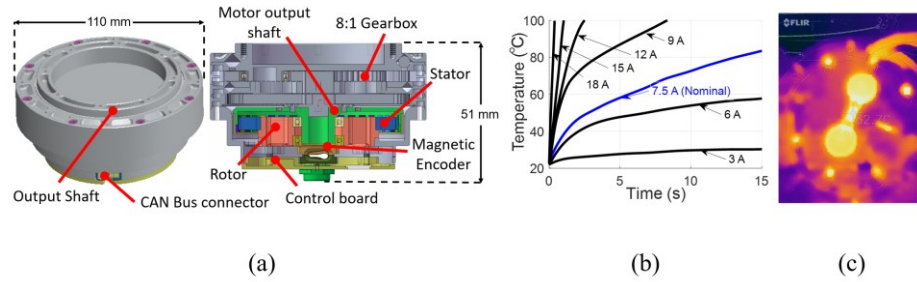 110 mm
Output Shaft
CAN Bus connector
Motor output
shaft
8:1 Gearbox
Stator
51 mm
Magnetic
Encoder
Rotor
Control board
(a)
Temperature (°C)
100
80
60
40
20
18 A
15 A
12 A
9 A
7.5 A (Nominal)
6 A
3 A
0
5
10
15
Time (s)
(b)
FLIR
(c)